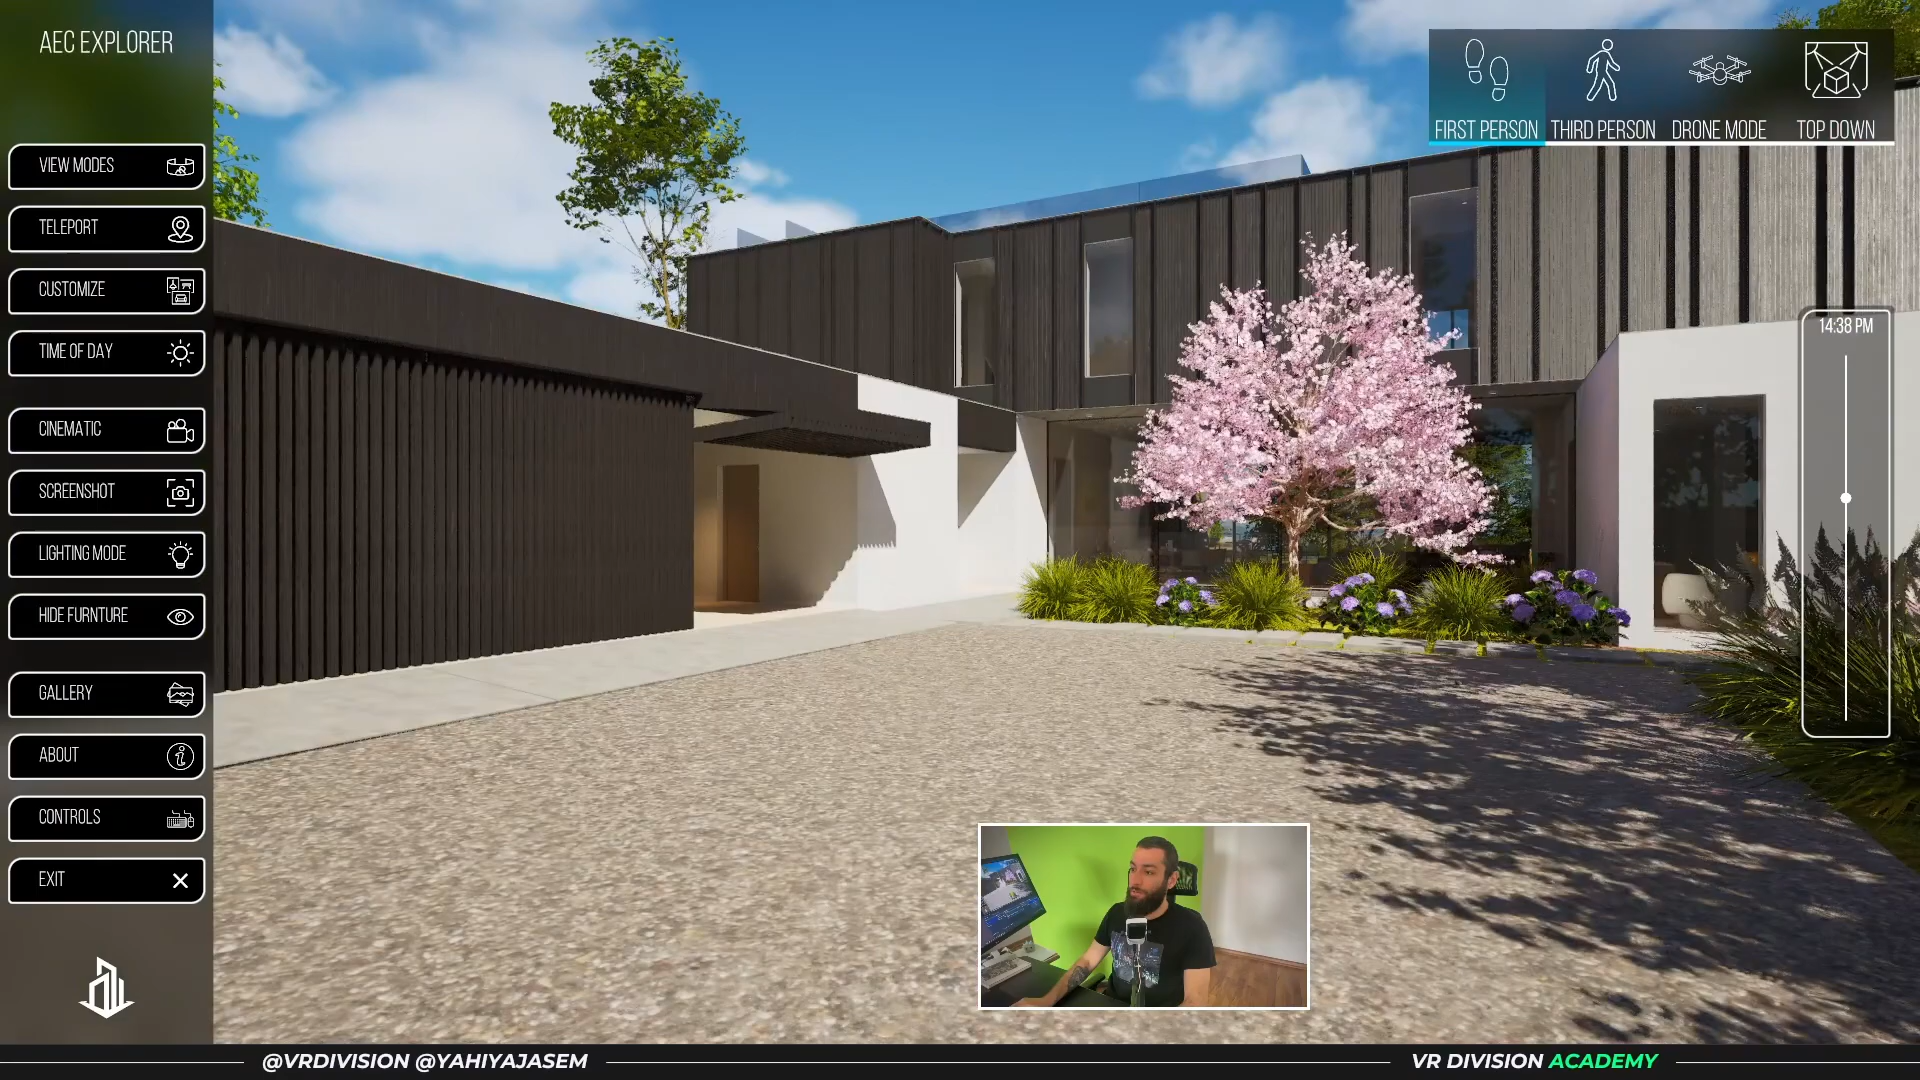 AEC EXPLORER
VIEW MODES
TELEPORT
CUSTOMIZE
TIME OF DAY
CINEMATIC
SCREENSHOT
LIGHTING MODE
HIDE FURNTURE
GALLERY
ABOUT
CONTROLS
EXIT
FIRST PERSON
THIRD PERSON
DRONE MODE
TOP DOWN
14:38 PM
@VRDIVISION @YAHIYAJASEM
VR DIVISION ACADEMY